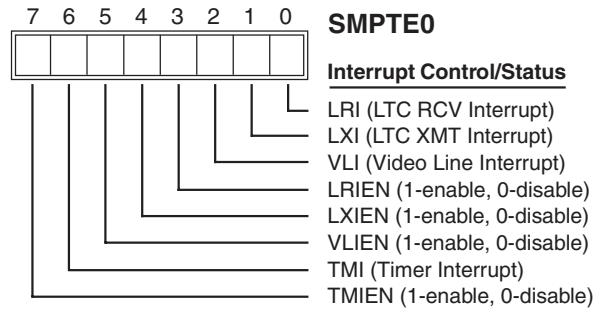 7 6 5 4 3 2 1 0
SMPTE0
Interrupt Control/Status
LRI (LTC RCV Interrupt)
LXI (LTC XMT Interrupt)
VLI (Video Line Interrupt)
LRIEN (1-enable, 0-disable)
LXIEN (1-enable, 0-disable)
VLIEN (1-enable, 0-disable)
TMI (Timer Interrupt)
TMIEN (1-enable, 0-disable)